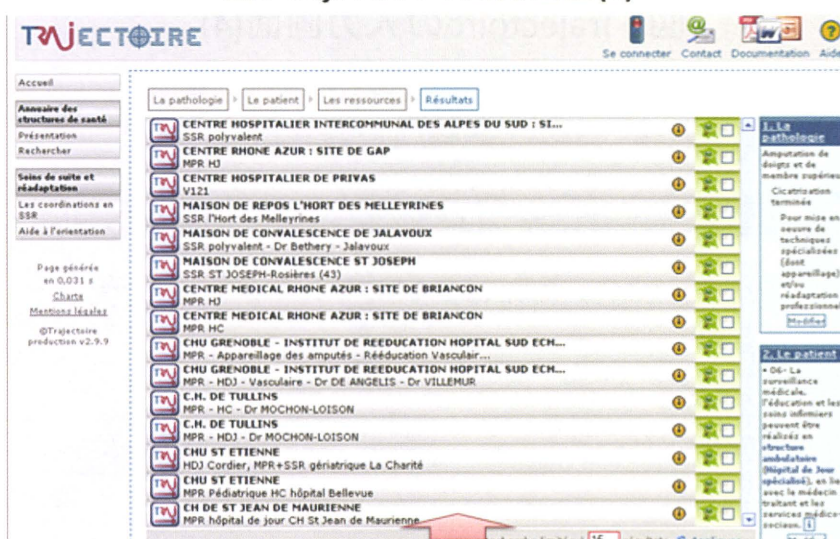 TRAJECTOIRE
Se connecter Contact Documentation Aide
Accueil
Annuaire des
structures de santé
Présentation
Rechercher
Soins de suite et
réadaptation
Les coordinations en
SSR
Aide à l'orientation
Page générée
en 0,031 s
Charte
Mentions légales
@Trajectoire
production v2.9.9
La pathologie Le patient Les ressources Résultats
CENTRE HOSPITALIER INTERCOMMUNAL DES ALPES DU SUD : SI...
SSR polyvalent
CENTRE RHONE AZUR : SITE DE GAP
MPR HJ
CENTRE HOSPITALIER DE PRIVAS
V121
MAISON DE REPOS L'HORT DES MELLEYRINES
SSR l'Hort des Melleyrines
MAISON DE CONVALESCENCE DE JALAVOUX
SSR polyvalent - Dr Bethery - Jalavoux
MAISON DE CONVALESCENCE ST JOSEPH
SSR ST JOSEPH-Rosières (43)
CENTRE MEDICAL RHONE AZUR : SITE DE BRIANCON
MPR HJ
CENTRE MEDICAL RHONE AZUR : SITE DE BRIANCON
MPR HC
CHU GRENOBLE - INSTITUT DE REEDUCATION HOPITAL SUD ECH...
MPR - Appareillage des amputés - Rééducation Vasculair...
CHU GRENOBLE - INSTITUT DE REEDUCATION HOPITAL SUD ECH...
MPR - HDJ - Vasculaire - Dr DE ANGELIS - Dr VILLEMUR
C.H. DE TULLINS
MPR - HC - Dr MOCHON-LOISON
C.H. DE TULLINS
MPR - HDJ - Dr MOCHON-LOISON
CHU ST ETIENNE
HDJ Cordier, MPR+SSR gériatrique La Charité
CHU ST ETIENNE
MPR Pédiatrique HC hôpital Bellevue
CH DE ST JEAN DE MAURIENNE
MPR hôpital de jour CH St Jean de Maurienne
1. La
pathologie
Amputation de
doigts et de
membre supérieur
Cicatrisation
terminée
Pour mise en
oeuvre de
techniques
spécialisées
(dont
appareillage)
et/ou
réadaptation
professionnel
Modifier
2. Le patient
• 06- La
surveillance
médicale,
l'éducation et les
soins infirmiers
peuvent être
réalisés en
structure
ambulatoire
(Hôpital de Jour
spécialisé), en lie
avec le médecin
traitant et les
services médico-
sociaux.